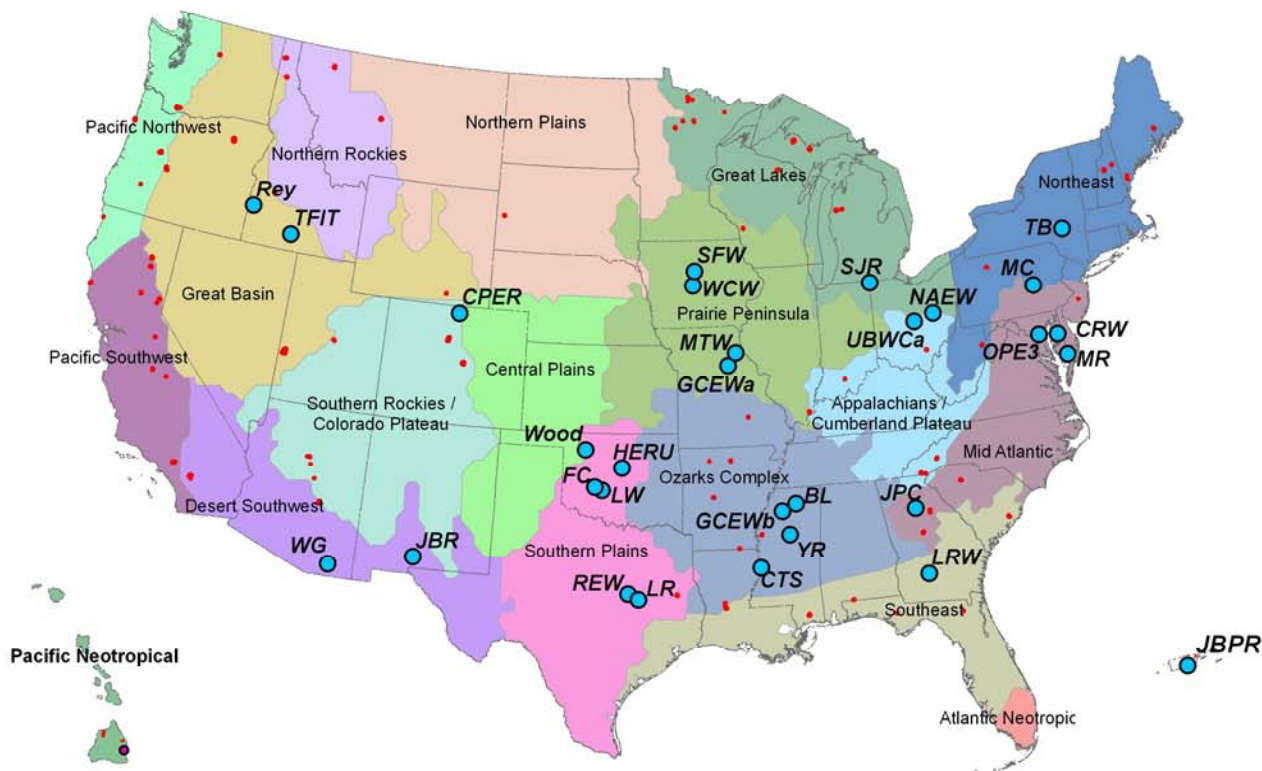 Pacific Northwest
Northern Rockies
Northern Plains
Great Lakes
Northeast
Rey
TFIT
TB
SFW
WCW
SJR
MC
Great Basin
CPER
Prairie Peninsula
NAEW
UBWCa
CRW
OPE3
MR
Pacific Southwest
MTW
GCEWa
Central Plains
Southern Rockies /
Colorado Plateau
Appalachians /
Cumberland Plateau
Mid Atlantic
Wood
HERU
FC
LW
Ozarks Complex
Desert Southwest
BL
GCEWb
YR
JPC
WG
JBR
Southern Plains
REW
LR
CTS
LRW
Southeast
Pacific Neotropical
JBPR
Atlantic Neotropic